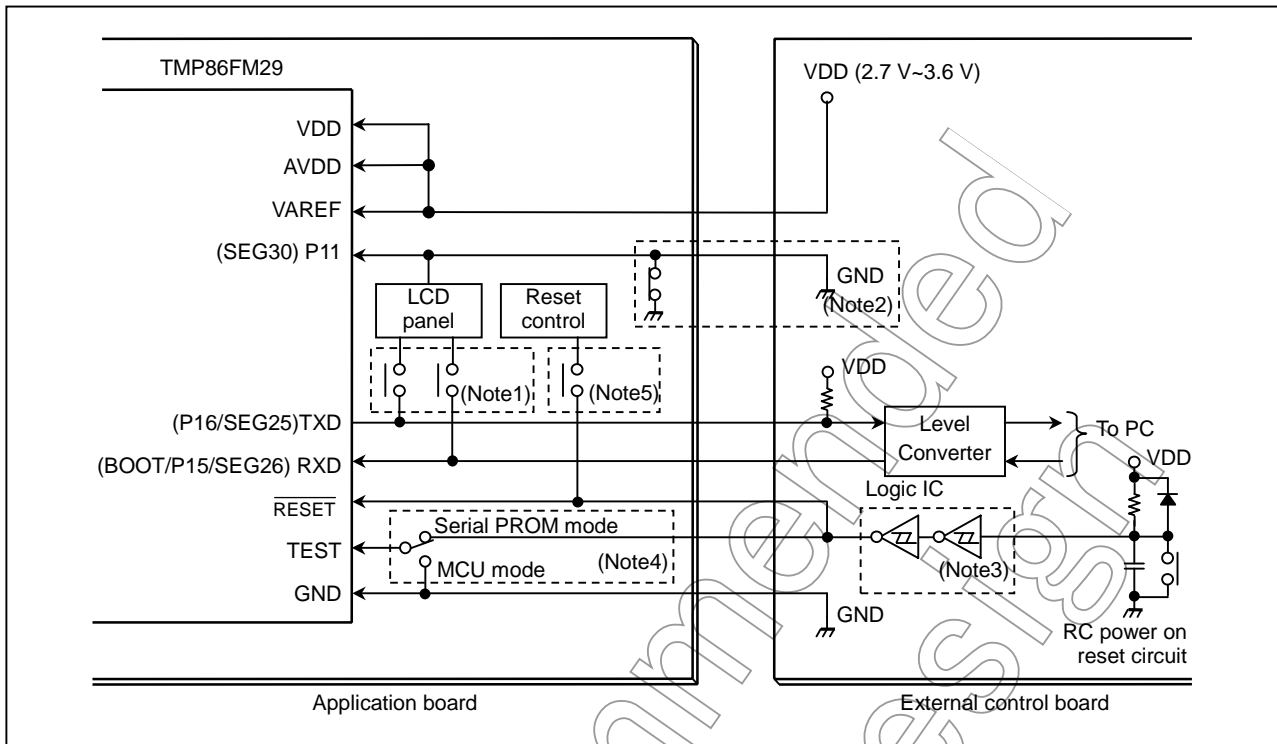 TMP86FM29
VDD (2.7 V~3.6 V)
VDD
AVDD
VAREF
(SEG30) P11
GND
(Note2)
LCD
panel
Reset
control
(Note1)
(Note5)
VDD
(P16/SEG25)TXD
Level
Converter
To PC
(BOOT/P15/SEG26) RXD
VDD
RESET
Logic IC
Serial PROM mode
TEST
MCU mode
(Note4)
(Note3)
GND
GND
RC power on
reset circuit
Application board
External control board